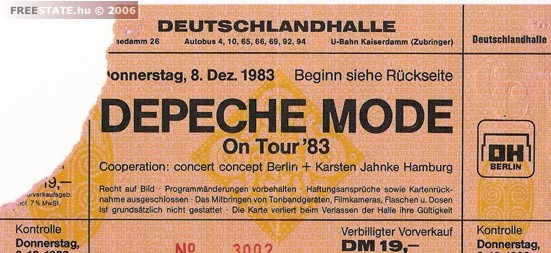 FREESTATE.hu © 2006
DEUTSCHLANDHALLE
Autobus 4, 10, 65, 66, 69, 92, 94 U-Bahn Kaiserdamm (Zubringer)
Deutschlandhalle
Donnerstag, 8. Dez. 1983 Beginn siehe Rückseite
DEPECHE MODE
On Tour '83
DH
BERLIN
Cooperation: concert concept Berlin + Karsten Jahnke Hamburg
Recht auf Bild · Programmänderungen vorbehalten · Haftungsansprüche sowie Kartenrück-
nahme ausgeschlossen · Das Mitbringen von Tonbandgeräten, Filmkameras, Flaschen u. Dosen
ist grundsätzlich nicht gestattet · Die Karte verliert beim Verlassen der Halle ihre Gültigkeit
19,—
7% MwSt.
Kontrolle
Donnerstag,
Nº 3002
Verbilligter Vorverkauf
DM 19,—
Kontrolle
Donnerstag,